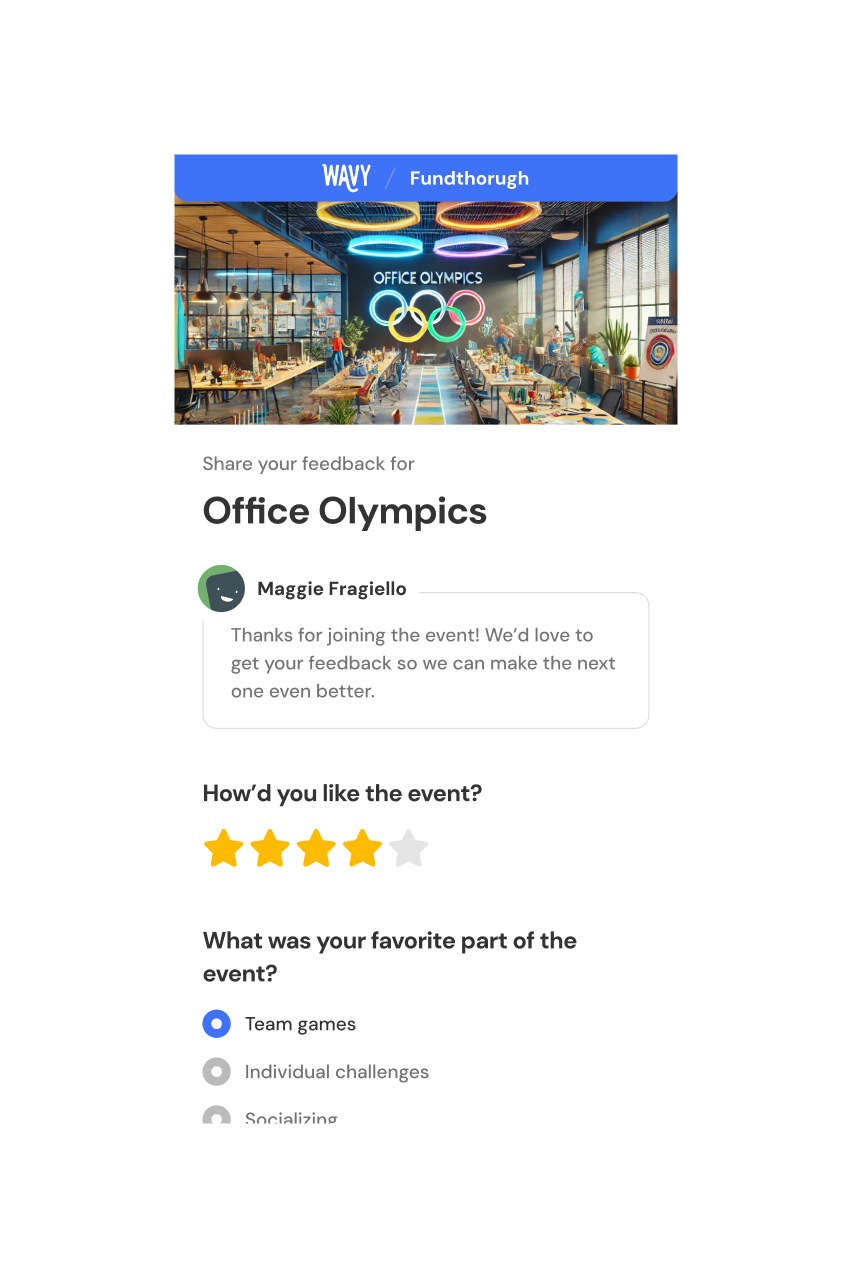 WAVY / Fundthorugh
OFFICE OLYMPICS
Share your feedback for
Office Olympics
Maggie Fragiello
Thanks for joining the event! We’d love to
get your feedback so we can make the next
one even better.
How’d you like the event?
What was your favorite part of the
event?
Team games
Individual challenges
Socializing